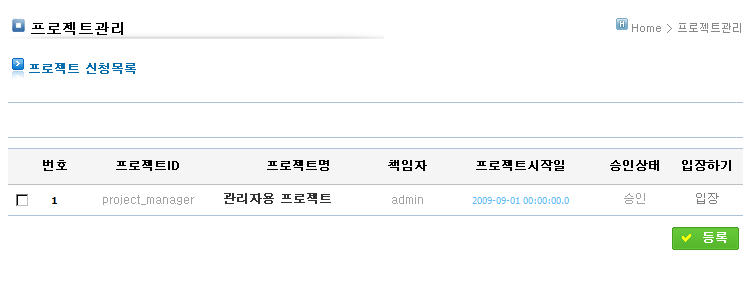 프로젝트관리
H Home > 프로젝트관리
프로젝트 신청목록
번호 프로젝트ID 프로젝트명 책임자 프로젝트시작일 승인상태 입장하기
1 project_manager 관리자용 프로젝트 admin 2009-09-01 00:00:00.0 승인 입장
등록